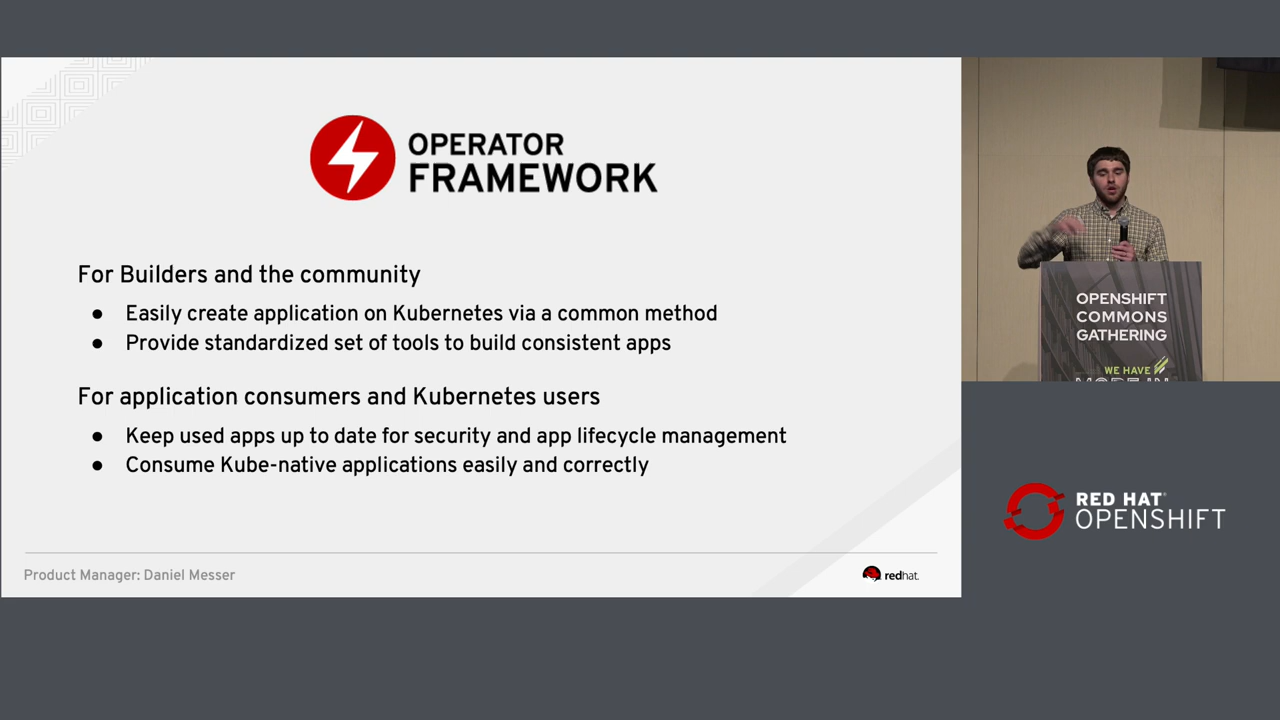 OPERATOR
FRAMEWORK
For Builders and the community
● Easily create application on Kubernetes via a common method
● Provide standardized set of tools to build consistent apps
For application consumers and Kubernetes users
● Keep used apps up to date for security and app lifecycle management
● Consume Kube-native applications easily and correctly
Product Manager: Daniel Messer
redhat.
OPENSHIFT
COMMONS
GATHERING
WE HAVE
RED HAT®
OPENSHIFT